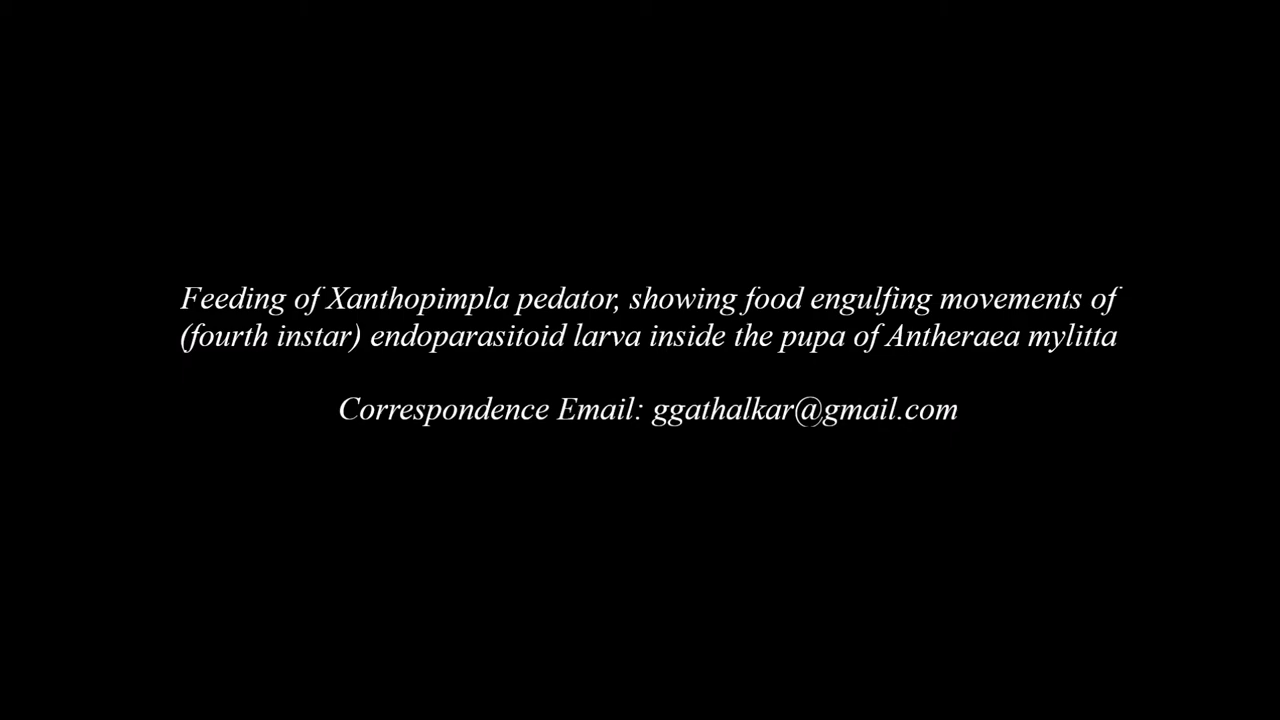 Feeding of Xanthopimpla pedator, showing food engulfing movements of
(fourth instar) endoparasitoid larva inside the pupa of Antheraea mylitta
Correspondence Email: ggathalkar@gmail.com